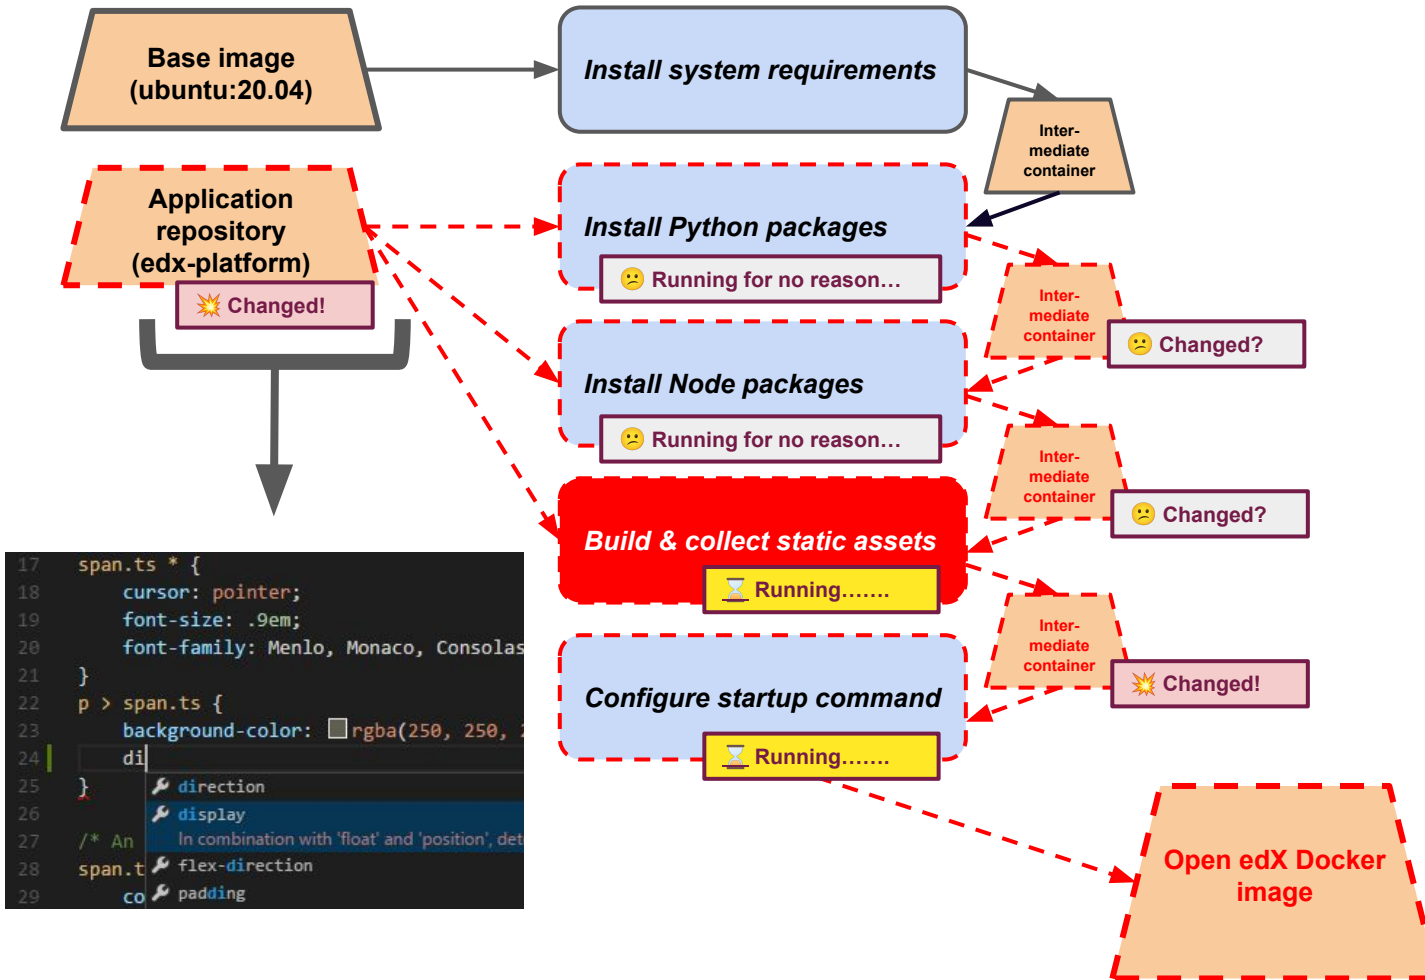 Base image
(ubuntu:20.04)
Install system requirements
Inter-
mediate
container
Application
repository
(edx-platform)
💥 Changed!
Install Python packages
😕 Running for no reason…
Inter-
mediate
container
😕 Changed?
Install Node packages
😕 Running for no reason…
Inter-
mediate
container
😕 Changed?
Build & collect static assets
⏳ Running…….
Inter-
mediate
container
💥 Changed!
Configure startup command
⏳ Running…….
Open edX Docker
image
17 span.ts * {
18 cursor: pointer;
19 font-size: .9em;
20 font-family: Menlo, Monaco, Consolas
21 }
22 p > span.ts {
23 background-color: rgba(250, 250,
24 di
25 }
direction
26
display
27 /* An
In combination with 'float' and 'position',
28 span.t
flex-direction
29 co
padding